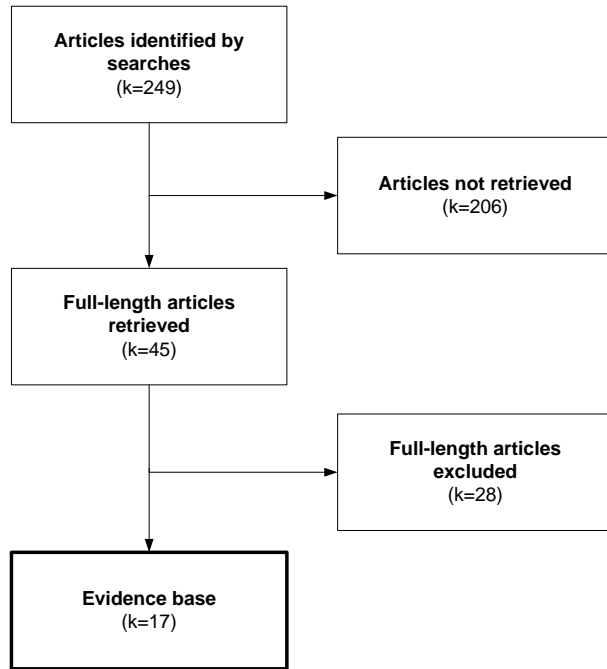 Articles identified by
searches
(k=249)
Articles not retrieved
(k=206)
Full-length articles
retrieved
(k=45)
Full-length articles
excluded
(k=28)
Evidence base
(k=17)